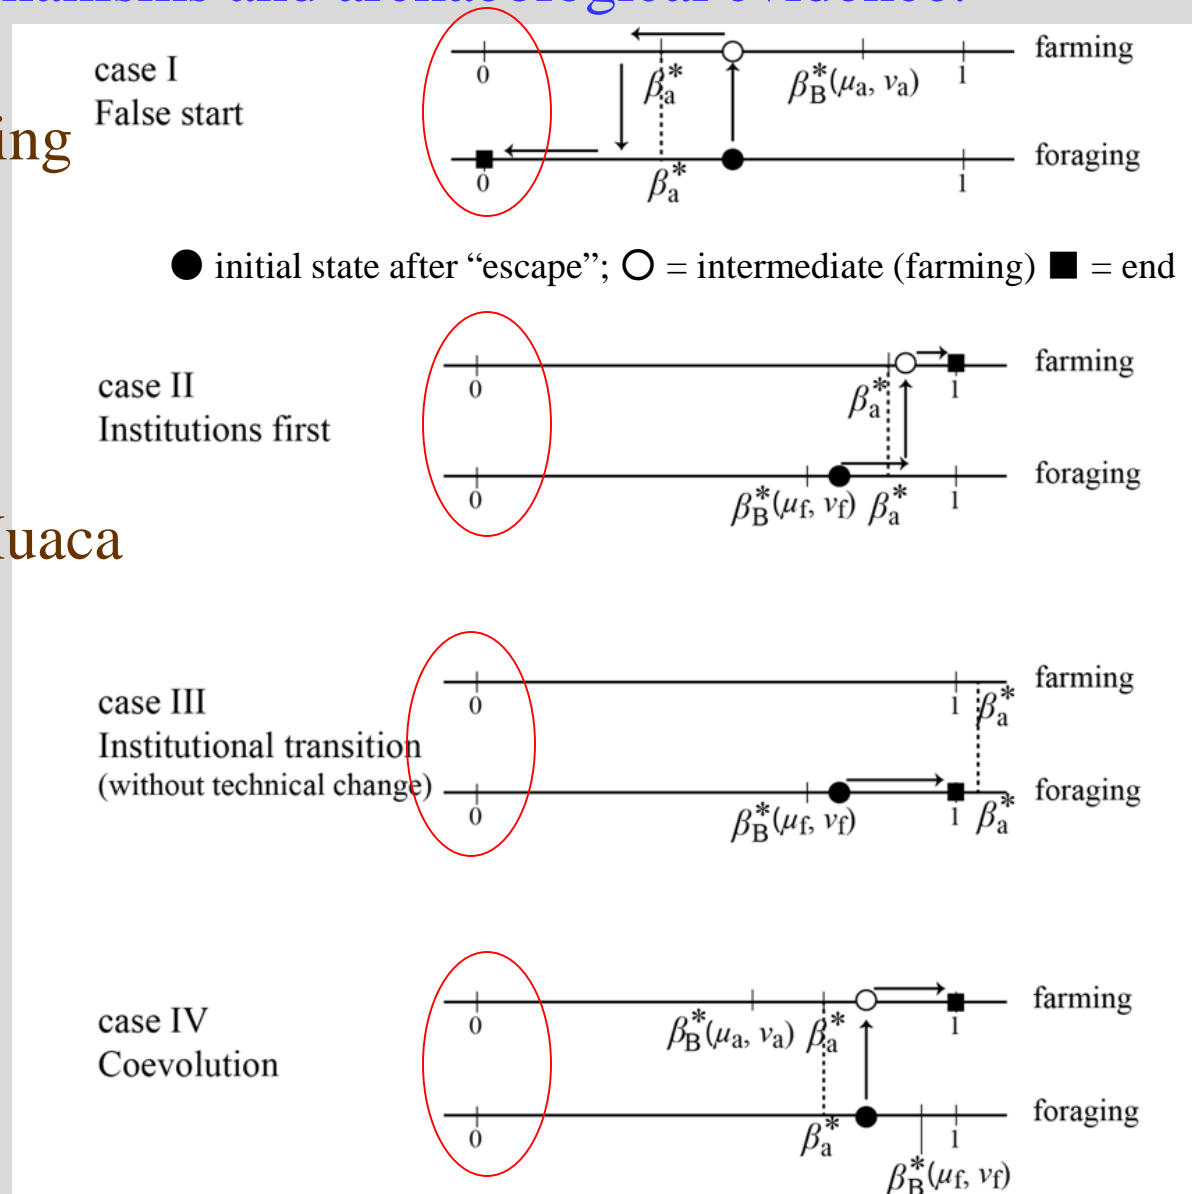 case I
False start
farming
0
β*a
β*B(μa, νa)
1
foraging
0
β*a
1
● initial state after “escape”; ○ = intermediate (farming) ■ = end
case II
Institutions first
farming
0
β*a
1
foraging
0
β*B(μf, νf)
β*a
1
case III
Institutional transition
(without technical change)
farming
0
1
β*a
foraging
0
β*B(μf, νf)
1
β*a
case IV
Coevolution
farming
0
β*B(μa, νa)
β*a
1
foraging
0
β*a
1
β*B(μf, νf)